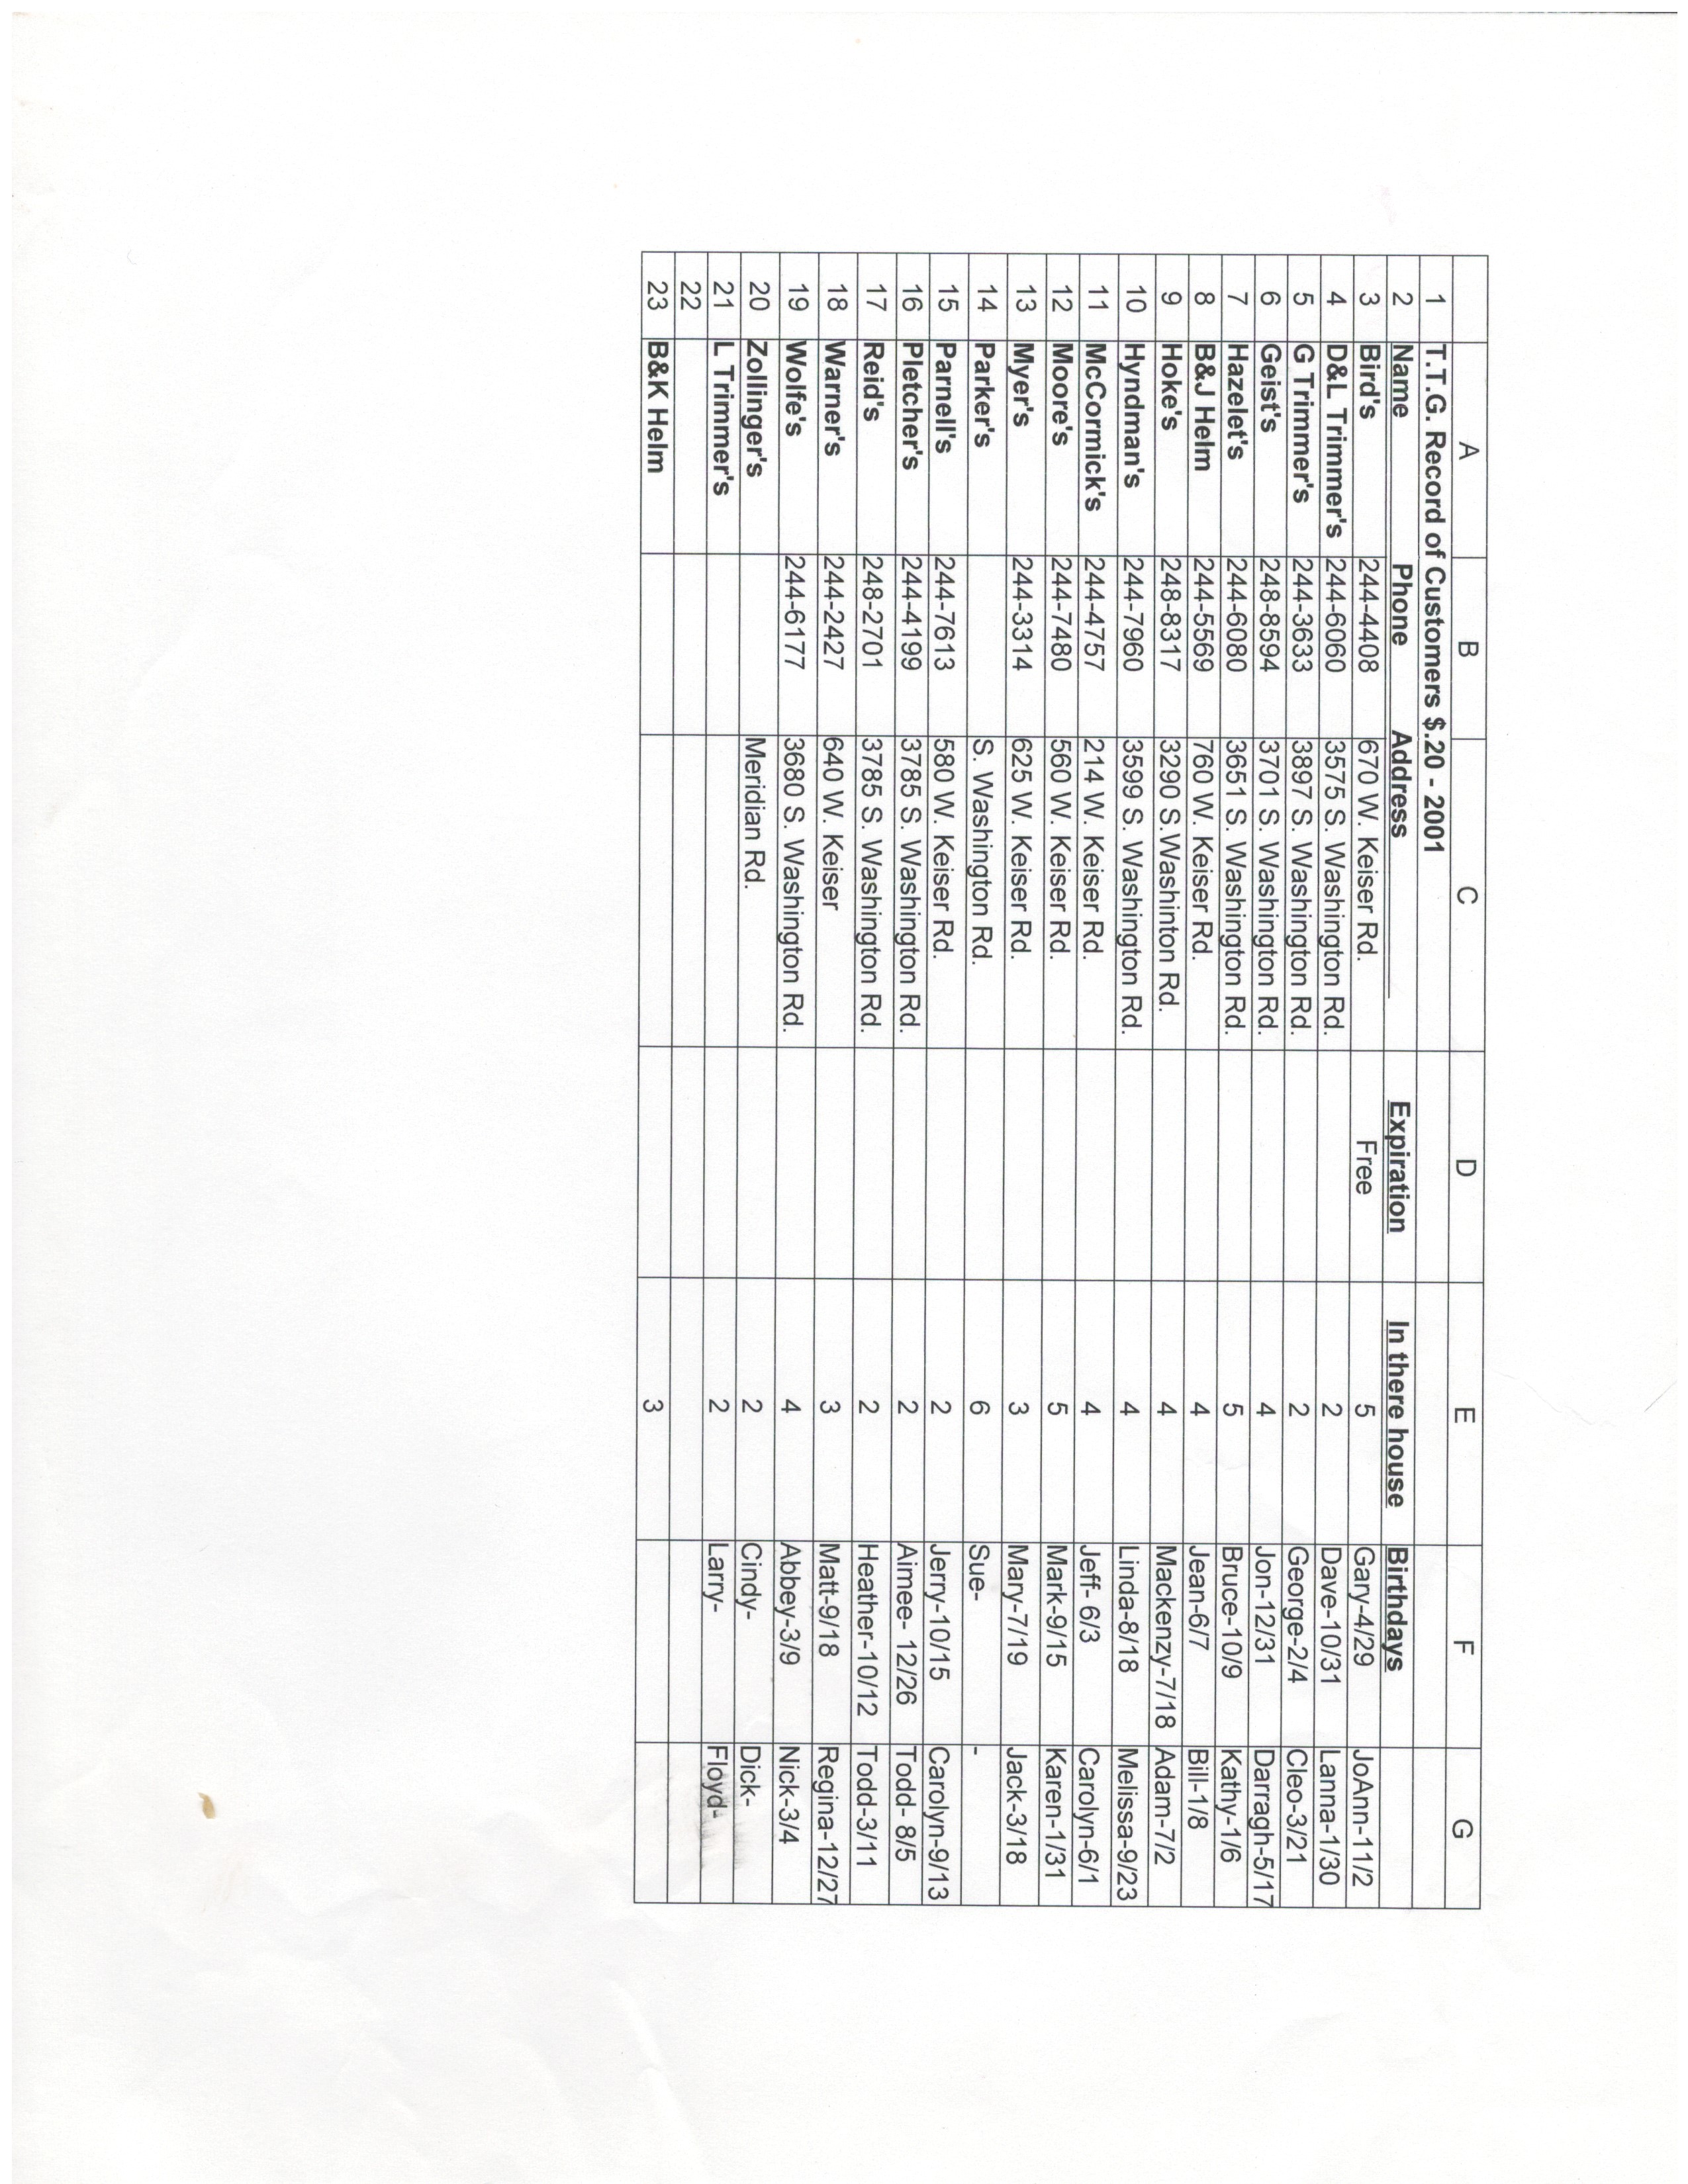 A B C D E F G
1 T.T.G. Record of Customers $.20 - 2001
2 Name Phone Address Expiration In there house Birthdays
3 Bird's 244-4408 670 W. Keiser Rd. Free 5 Gary-4/29 JoAnn-11/2
4 D&L Trimmer's 244-6060 3575 S. Washington Rd. 2 Dave-10/31 Lanna-1/30
5 G Trimmer's 244-3633 3897 S. Washington Rd. 2 George-2/4 Cleo-3/21
6 Geist's 248-8594 3701 S. Washington Rd. 4 Jon-12/31 Darragh-5/17
7 Hazelet's 244-6080 3651 S. Washington Rd. 5 Bruce-10/9 Kathy-1/6
8 B&J Helm 244-5569 760 W. Keiser Rd. 4 Jean-6/7 Bill-1/8
9 Hoke's 248-8317 3290 S.Washinton Rd. 4 Mackenzy-7/18 Adam-7/2
10 Hyndman's 244-7960 3599 S. Washington Rd. 4 Linda-8/18 Melissa-9/23
11 McCormick's 244-4757 214 W. Keiser Rd. 4 Jeff- 6/3 Carolyn-6/1
12 Moore's 244-7480 560 W. Keiser Rd. 5 Mark-9/15 Karen-1/31
13 Myer's 244-3314 625 W. Keiser Rd. 3 Mary-7/19 Jack-3/18
14 Parker's S. Washington Rd. 6 Sue- -
15 Parnell's 244-7613 580 W. Keiser Rd. 2 Jerry-10/15 Carolyn-9/13
16 Pletcher's 244-4199 3785 S. Washington Rd. 2 Aimee- 12/26 Todd- 8/5
17 Reid's 248-2701 3785 S. Washington Rd. 2 Heather-10/12 Todd-3/11
18 Warner's 244-2427 640 W. Keiser 3 Matt-9/18 Regina-12/27
19 Wolfe's 244-6177 3680 S. Washington Rd. 4 Abbey-3/9 Nick-3/4
20 Zollinger's Meridian Rd. 2 Cindy- Dick-
21 L Trimmer's 2 Larry- Floyd-
22
23 B&K Helm 3